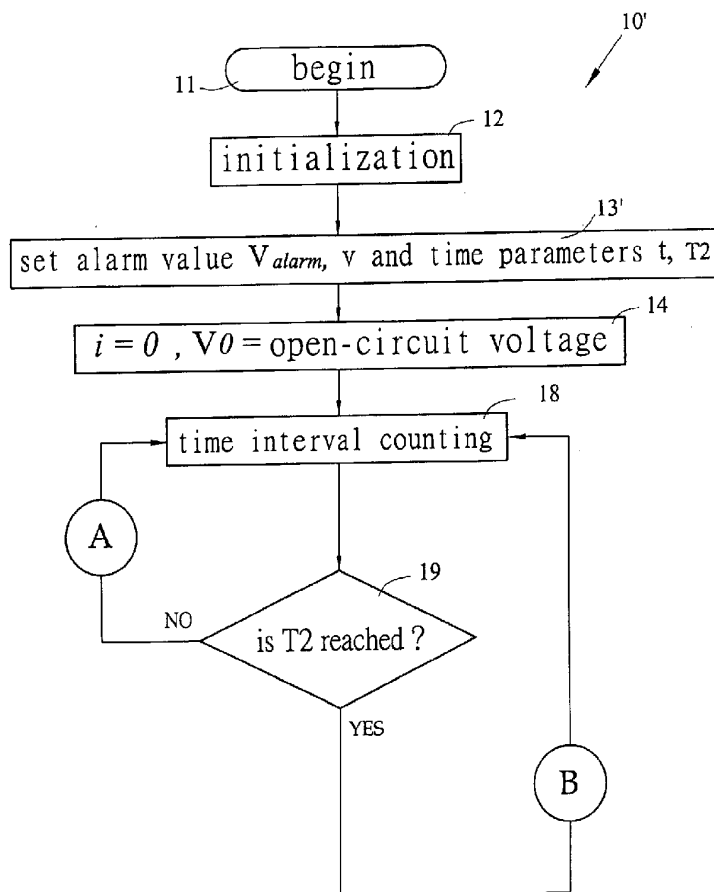 10'
begin
11
12
initialization
13'
set alarm value Valarm, v and time parameters t, T2
14
i = 0 , V0 = open-circuit voltage
18
time interval counting
A
19
NO
is T2 reached ?
YES
B